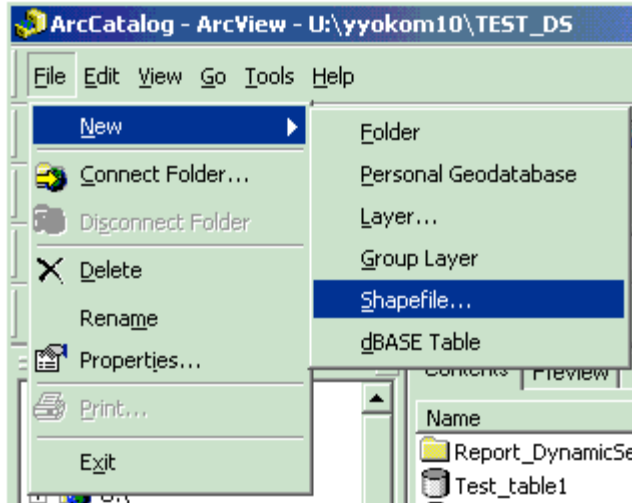 ArcCatalog - ArcView - U:\yyokom10\TEST_DS
File Edit View Go Tools Help
New
Connect Folder...
Disconnect Folder
Delete
Rename
Properties...
Print...
Exit
Folder
Personal Geodatabase
Layer...
Group Layer
Shapefile...
dBASE Table
Contents Preview
Name
Report_DynamicSe
Test_table1